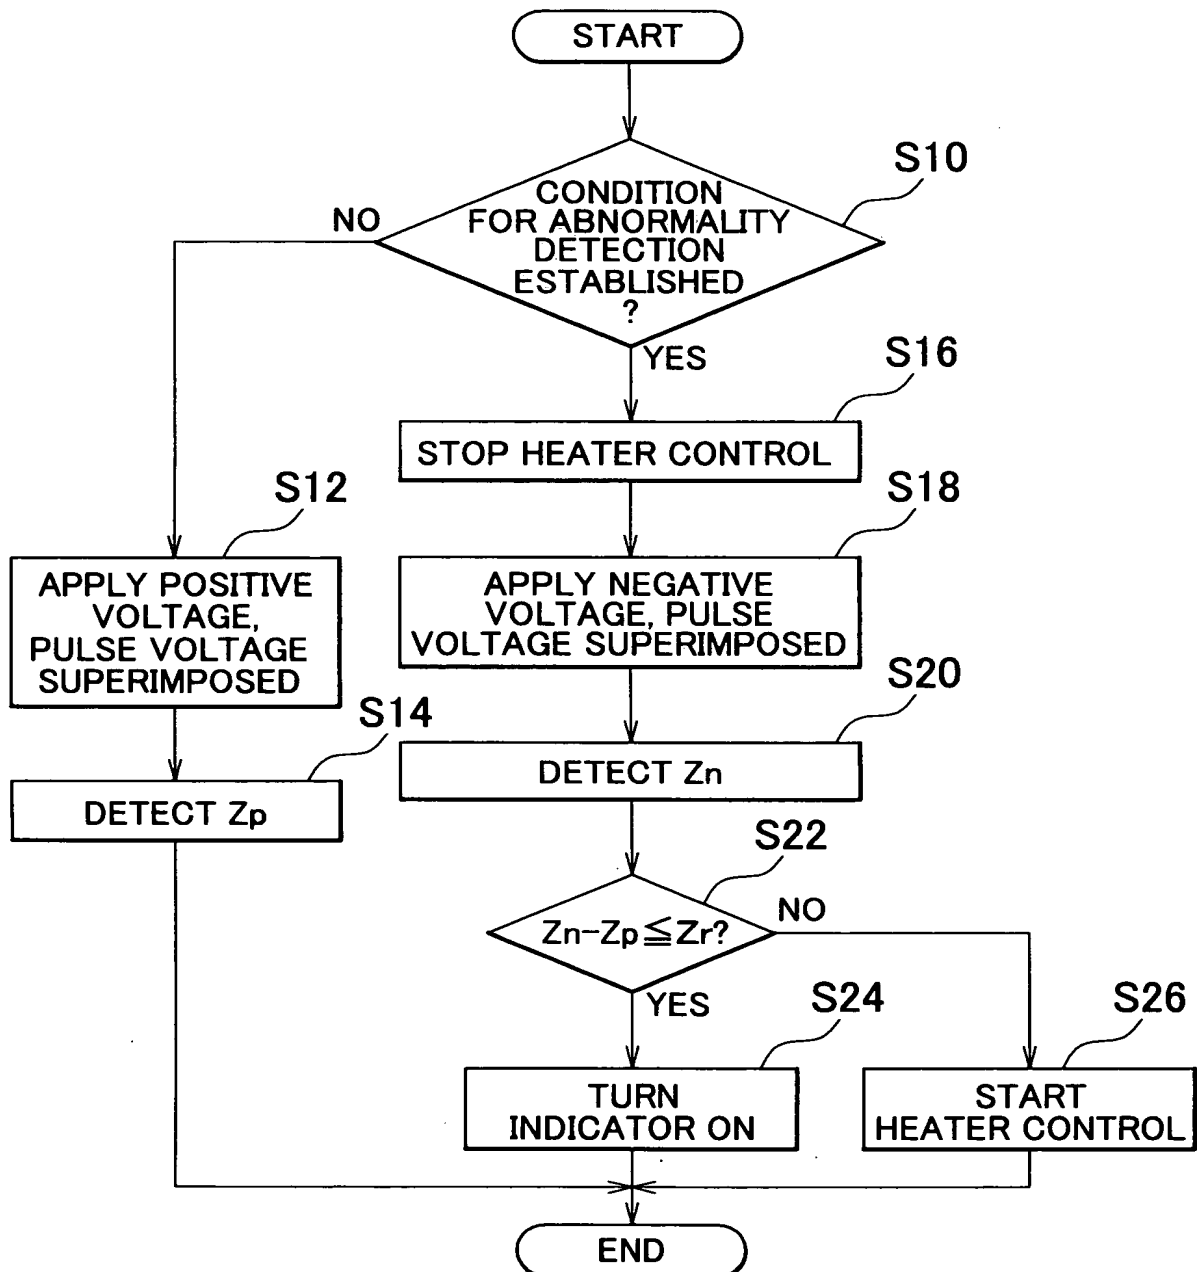 START
S10
CONDITION
FOR ABNORMALITY
DETECTION
ESTABLISHED
?
NO
YES
S16
STOP HEATER CONTROL
S12
APPLY POSITIVE
VOLTAGE,
PULSE VOLTAGE
SUPERIMPOSED
S18
APPLY NEGATIVE
VOLTAGE, PULSE
VOLTAGE SUPERIMPOSED
S14
DETECT Zp
S20
DETECT Zn
S22
Zn-Zp≦Zr?
NO
YES
S24
TURN
INDICATOR ON
S26
START
HEATER CONTROL
END